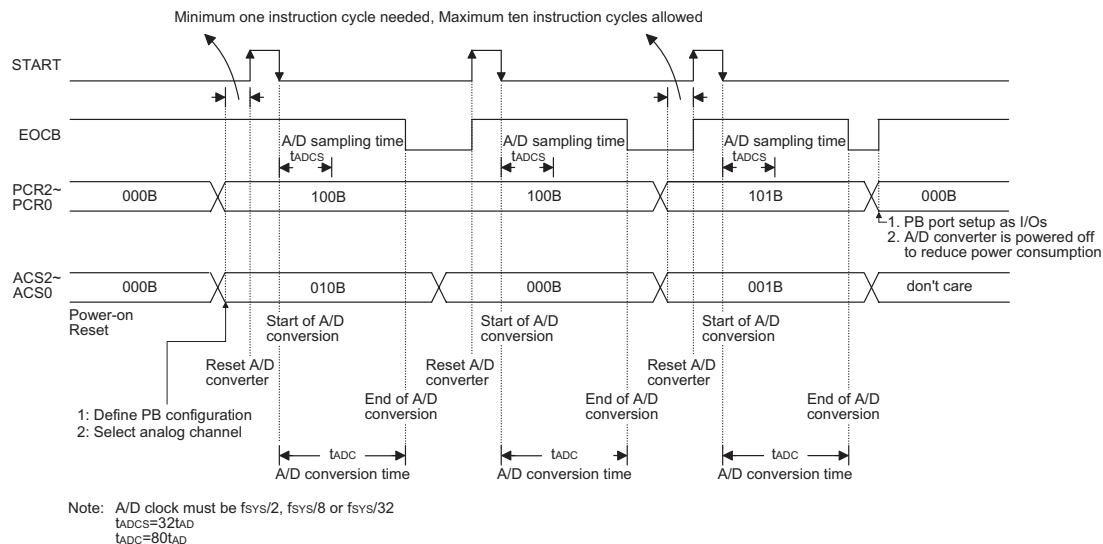 Minimum one instruction cycle needed, Maximum ten instruction cycles allowed
START
EOCB
A/D sampling time
tADCS
A/D sampling time
tADCS
A/D sampling time
tADCS
PCR2~
PCR0
000B
100B
100B
101B
000B
1. PB port setup as I/Os
2. A/D converter is powered off
to reduce power consumption
ACS2~
ACS0
000B
010B
000B
001B
don't care
Power-on
Reset
Start of A/D
conversion
Start of A/D
conversion
Start of A/D
conversion
Reset A/D
converter
Reset A/D
converter
Reset A/D
converter
End of A/D
conversion
End of A/D
conversion
End of A/D
conversion
1: Define PB configuration
2: Select analog channel
tADC
A/D conversion time
tADC
A/D conversion time
tADC
A/D conversion time
Note: A/D clock must be fSYS/2, fSYS/8 or fSYS/32
tADCS=32tAD
tADC=80tAD